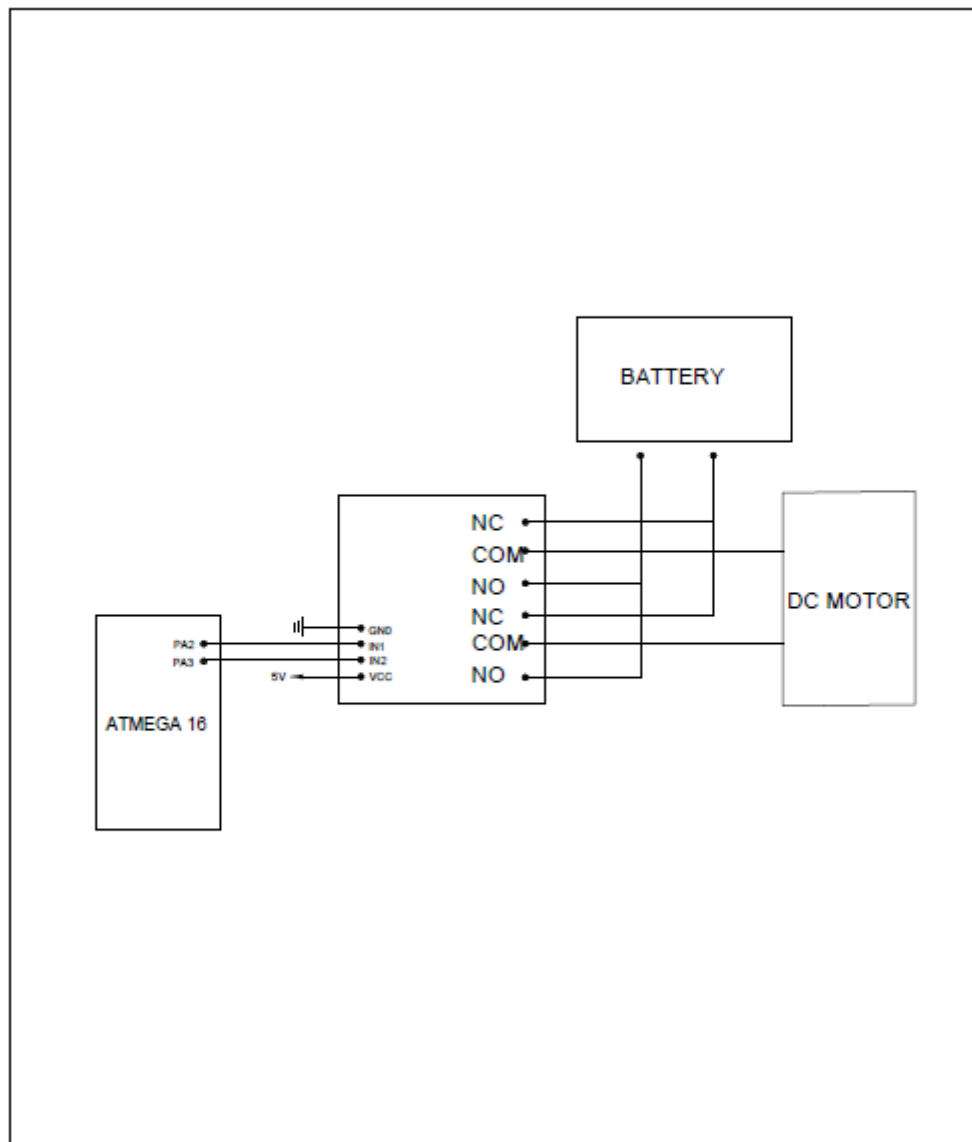 BATTERY
NC
COM
NO
NC
COM
NO
DC MOTOR
GND
IN1
IN2
VCC
5V
PA2
PA3
ATMEGA 16